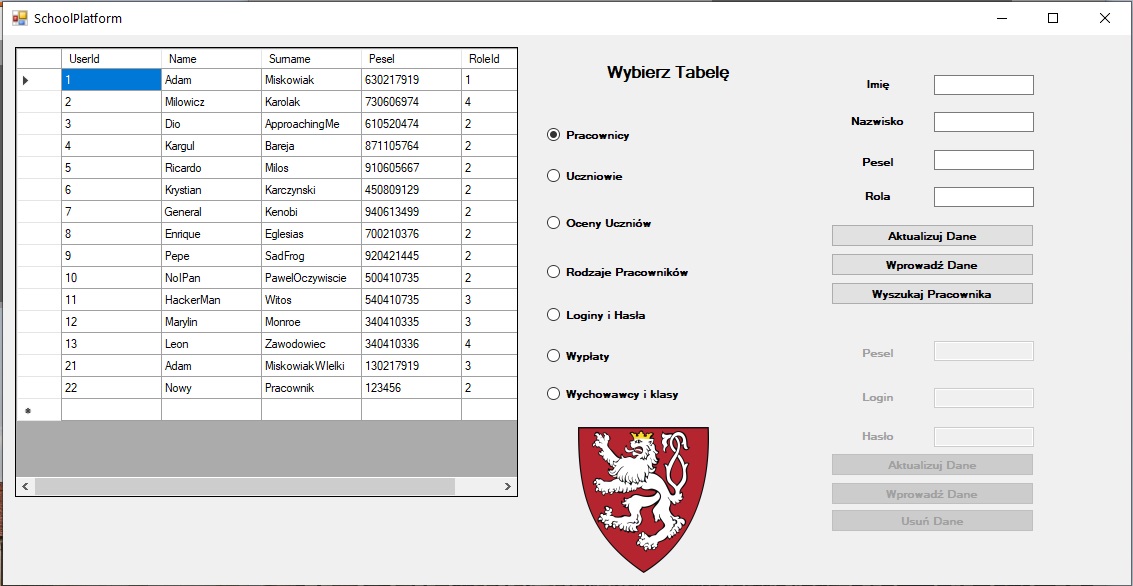 SchoolPlatform
UserId Name Surname Pesel RoleId
1 Adam Miskowiak 630217919 1
2 Milowicz Karolak 730606974 4
3 Dio ApproachingMe 610520474 2
4 Kargul Bareja 871105764 2
5 Ricardo Milos 910605667 2
6 Krystian Karczynski 450809129 2
7 General Kenobi 940613499 2
8 Enrique Eglesias 700210376 2
9 Pepe SadFrog 920421445 2
10 NoIPan PawelOczywiscie 500410735 2
11 HackerMan Witos 540410735 3
12 Marylin Monroe 340410335 3
13 Leon Zawodowiec 340410336 4
21 Adam MiskowiakWIelki 130217919 3
22 Nowy Pracownik 123456 2
Wybierz Tabelę
Pracownicy
Uczniowie
Oceny Uczniów
Rodzaje Pracowników
Loginy i Hasła
Wypłaty
Wychowawcy i klasy
Imię
Nazwisko
Pesel
Rola
Aktualizuj Dane
Wprowadź Dane
Wyszukaj Pracownika
Pesel
Login
Hasło
Aktualizuj Dane
Wprowadź Dane
Usuń Dane